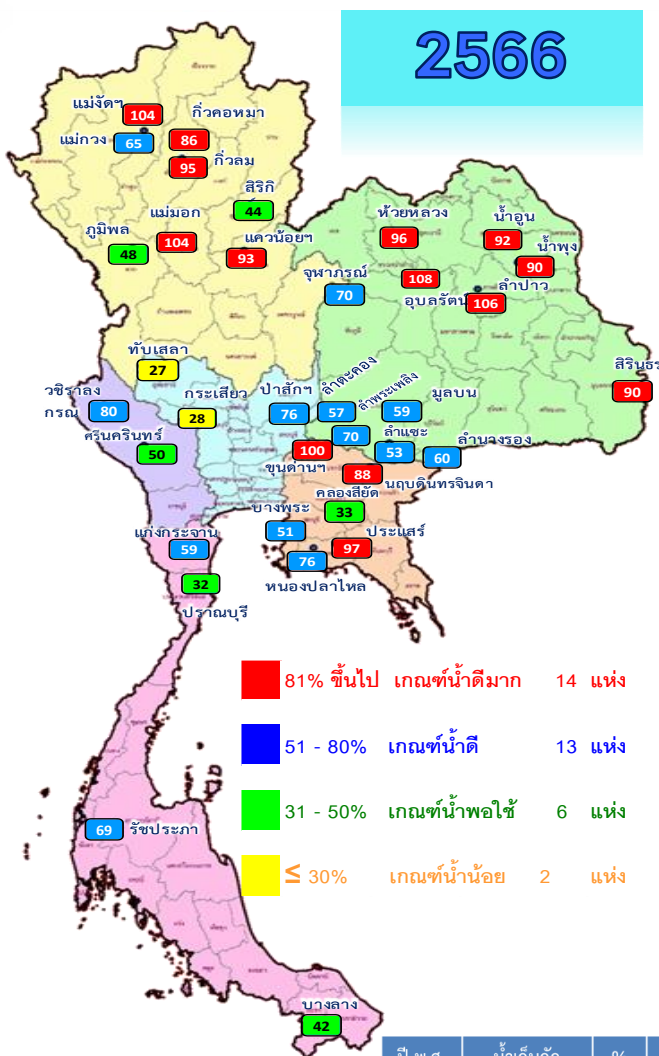 2566
แม่งัดฯ
104
กิ่วคอหมา
แม่กวง
65
86
กิ่วลม
95
สิริกิ
44
ภูมิพล
48
แม่มอก
104
แควน้อยฯ
93
ห้วยหลวง
96
น้ำอูน
92
น้ำพุง
90
จุฬาภรณ์
70
108
อุบลรัตน
ลำปาว
106
สิรินธร
90
ทับเสลา
27
วชิราลง
กรณ
80
กระเสียว
28
ป่าสักฯ
76
ลำตะคอง
57
ลำพระเพลิง
70
มูลบน
59
ลำแซะ
53
ลำนางรอง
60
ศรีนครินทร์
50
100
ขุนด่านฯ
88
นฤบดินทรจินดา
คลองสียัด
33
บางพระ
51
ประแสร์
97
76
หนองปลาไหล
แก่งกระจาน
59
32
ปราณบุรี
81% ขึ้นไป เกณฑ์น้ำดีมาก 14 แห่ง
51 - 80% เกณฑ์น้ำดี 13 แห่ง
31 - 50% เกณฑ์น้ำพอใช้ 6 แห่ง
≤ 30% เกณฑ์น้ำน้อย 2 แห่ง
69 รัชประภา
บางลาง
42